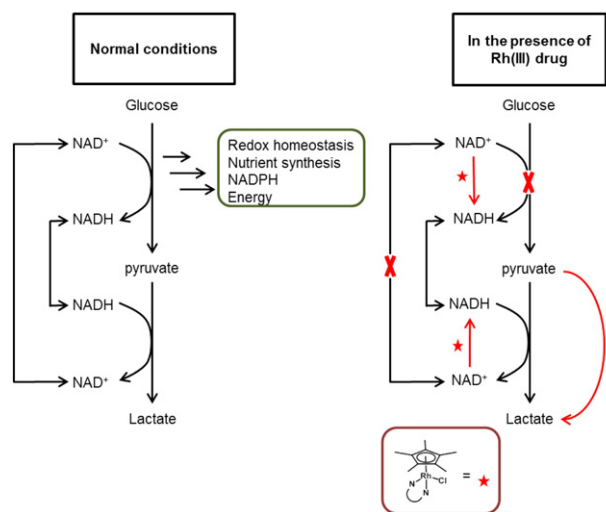 Normal conditions
Glucose
NAD⁺
Redox homeostasis
Nutrient synthesis
NADPH
Energy
NADH
pyruvate
NADH
NAD⁺
Lactate
In the presence of
Rh(III) drug
Glucose
NAD⁺
X
NADH
X
pyruvate
NADH
NAD⁺
Lactate
Rh
Cl
N
N
=